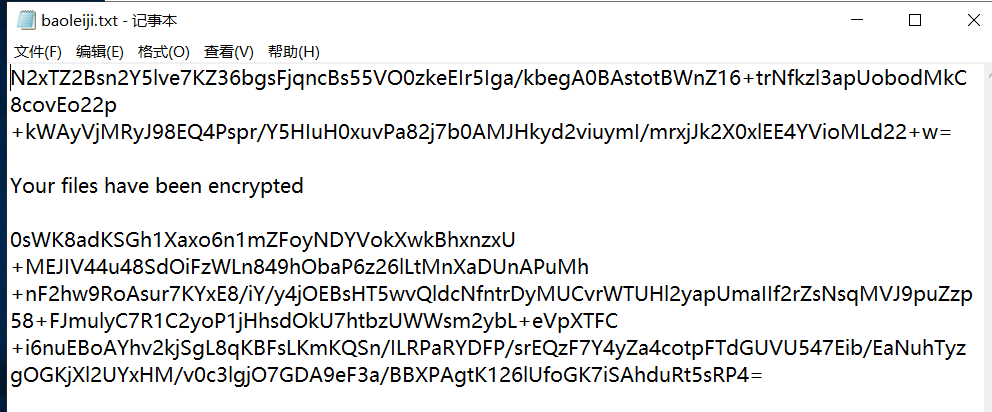 baoleiji.txt - 记事本
文件(F) 编辑(E) 格式(O) 查看(V) 帮助(H)
N2xTZ2Bsn2Y5lve7KZ36bgsFjqncBs55VO0zkeEIr5Iga/kbegA0BAstotBWnZ16+trNfkzl3apUobodMkC
8covEo22p
+kWAyVjMRyJ98EQ4Pspr/Y5HIuH0xuvPa82j7b0AMJHkyd2viuymI/mrxjJk2X0xlEE4YVioMLd22+w=
Your files have been encrypted
0sWK8adKSGh1Xaxo6n1mZFoyNDYVokXwkBhxnzxU
+MEJIV44u48SdOiFzWLn849hObaP6z26lLtMnXaDUnAPuMh
+nF2hw9RoAsur7KYxE8/iY/y4jOEBsHT5wvQldcNfntrDyMUCvrWTUHl2yapUmaIIf2rZsNsqMVJ9puZzp
58+FJmulyC7R1C2yoP1jHhsdOkU7htbzUWWsm2ybL+eVpXTFC
+i6nuEBoAYhv2kjSgL8qKBFsLKmKQSn/ILRPaRYDFP/srEQzF7Y4yZa4cotpFTdGUVU547Eib/EaNuhTyz
gOGKjXl2UYxHM/v0c3lgjO7GDA9eF3a/BBXPAgtK126lUfoGK7iSAhduRt5sRP4=